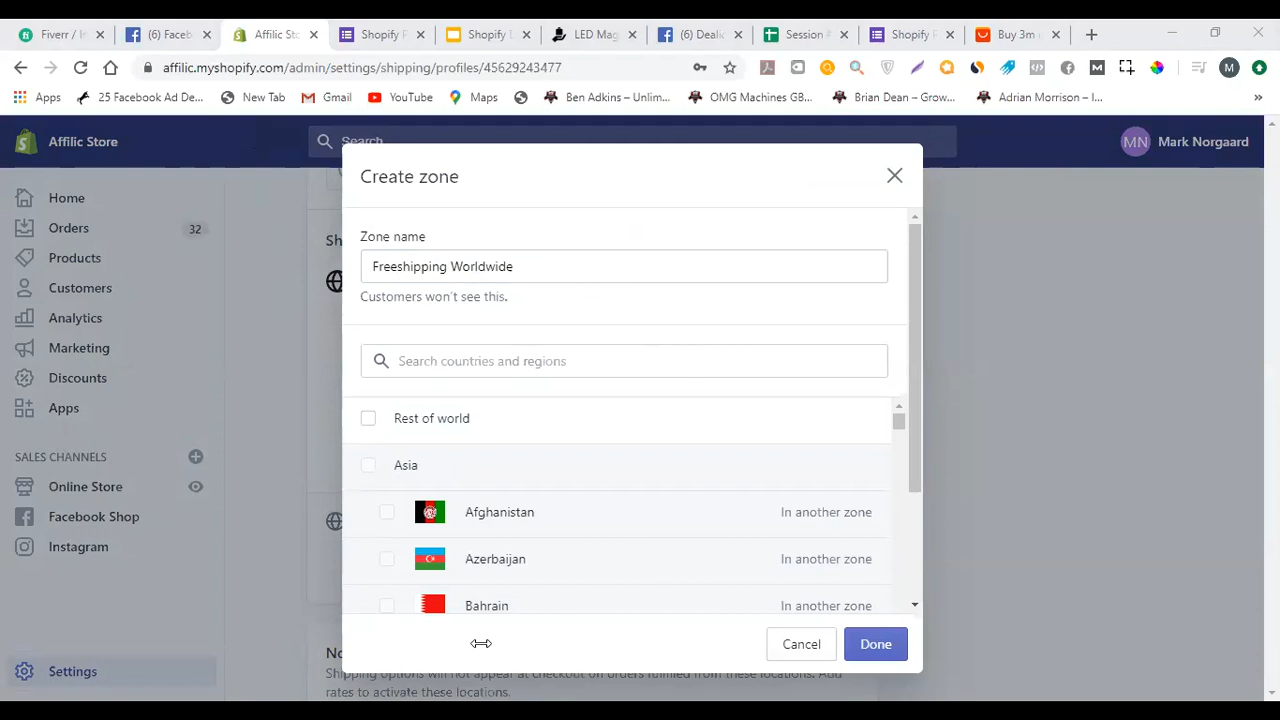 Fiverr / In
(6) Faceb
Affilic Sto
Shopify F
Shopify D
LED Mag
(6) Dealk
Session #
Shopify F
Buy 3m
affilic.myshopify.com/admin/settings/shipping/profiles/45629243477
M
Apps
25 Facebook Ad De...
New Tab
Gmail
YouTube
Maps
Ben Adkins – Unlim...
OMG Machines GB...
Brian Dean – Grow...
Adrian Morrison – I...
»
Affilic Store
Search
MN
Mark Norgaard
Home
Orders
32
Products
Customers
Analytics
Marketing
Discounts
Apps
SALES CHANNELS
Online Store
Facebook Shop
Instagram
Settings
Sh
Create zone
Zone name
Freeshipping Worldwide
Customers won't see this.
Search countries and regions
Rest of world
Asia
Afghanistan
In another zone
Azerbaijan
In another zone
Bahrain
In another zone
Cancel
Done
No
Shipping options will not appear at checkout on orders fulfilled from these locations. Add
rates to activate these locations.